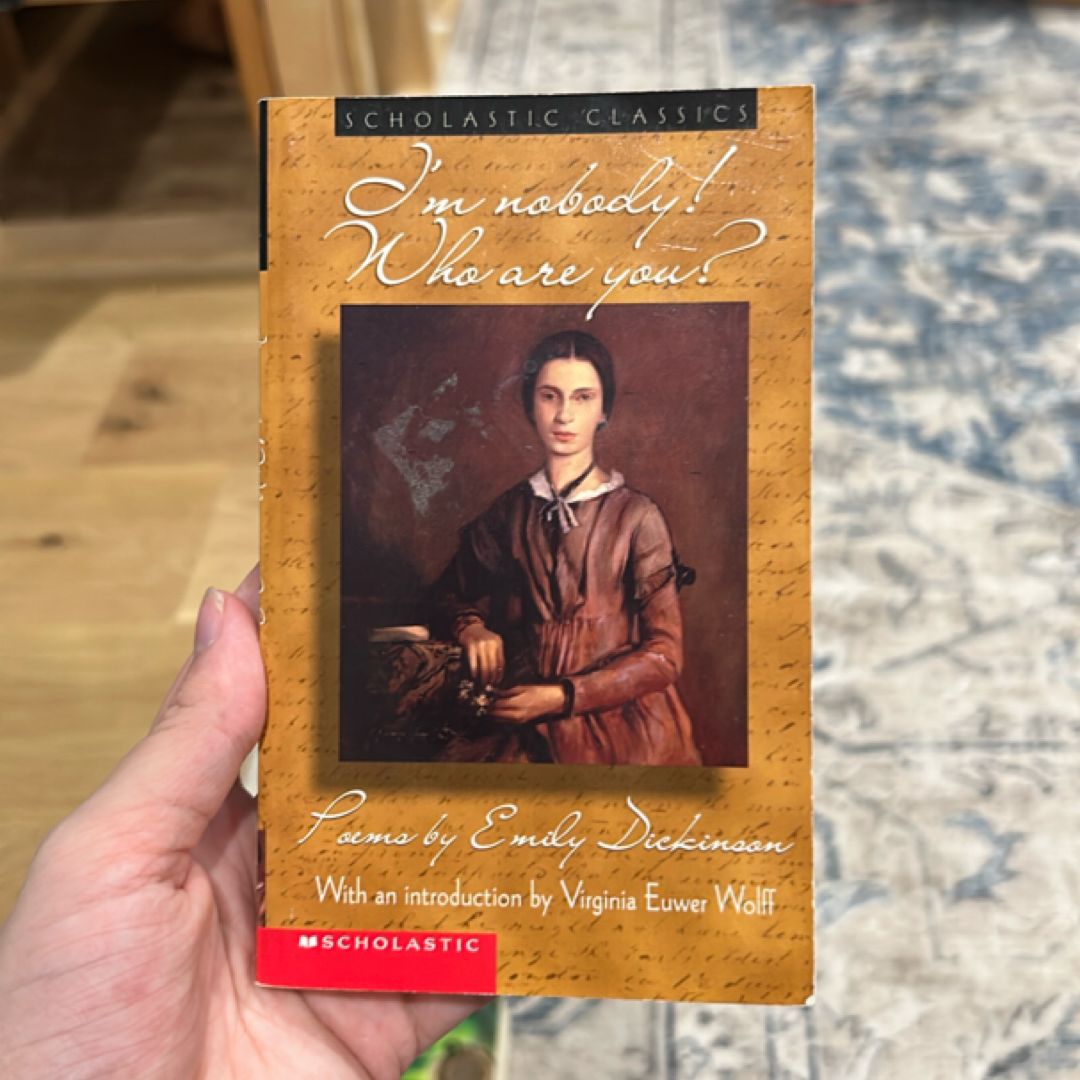 SCHOLASTIC CLASSICS
I'm nobody!
Who are you?
Poems by Emily Dickinson
With an introduction by Virginia Euwer Wolff
SCHOLASTIC